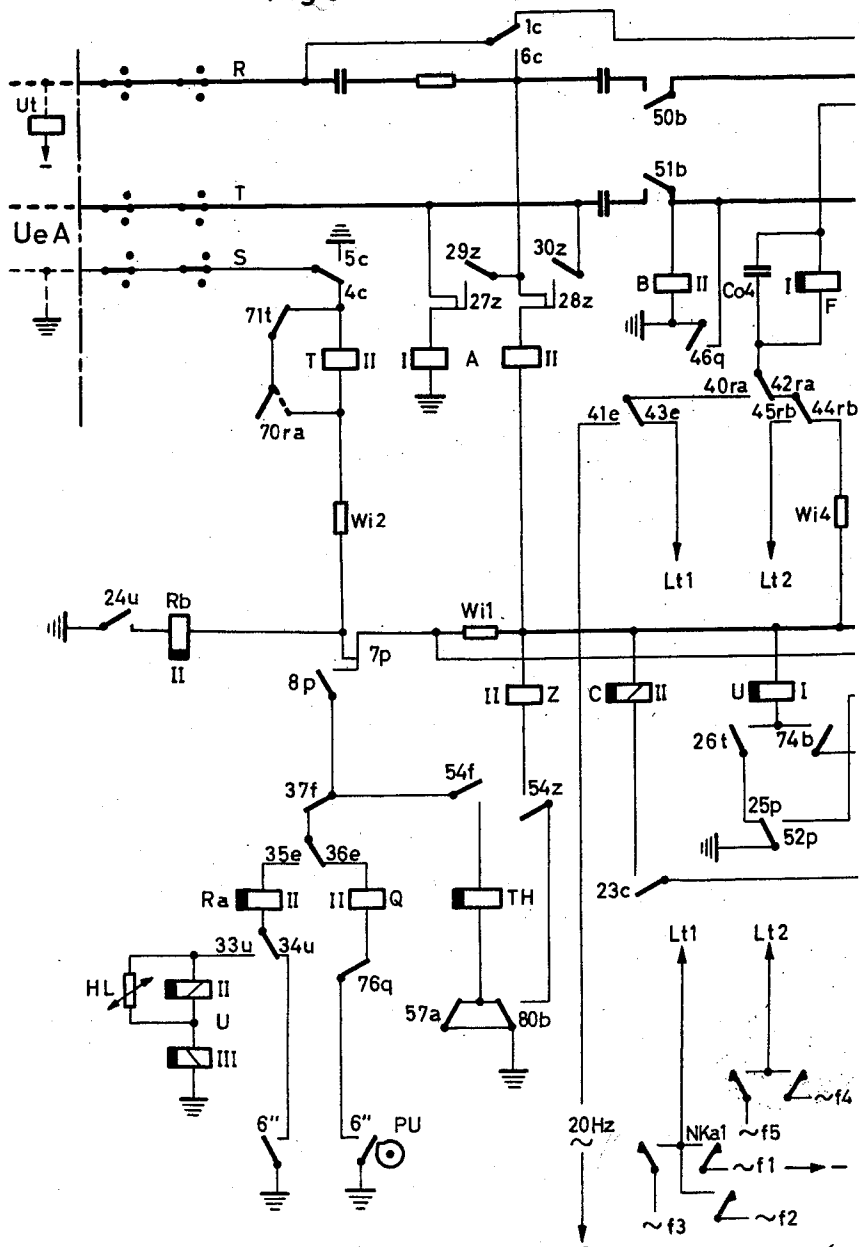 1c
R
6c
Ut
50b
51b
T
UeA
29z
30z
5c
S
4c
27z
28z
B II
Co4
I
F
71t
T II
I A II
46q
40ra
42ra
41e
43e
45rb
44rb
70ra
Wi2
Wi4
Lt1
Lt2
24u
Rb
II
Wi1
7p
8p
II Z
C II
U I
26t
74b
54f
54z
37f
25p
52p
35e
36e
Ra II
II Q
TH
23c
33u
34u
Lt1
Lt2
HL
II
U
76q
57a
80b
III
~f4
~f5
6"
6"
PU
20Hz
~
NKa1
~f1
~f3
~f2